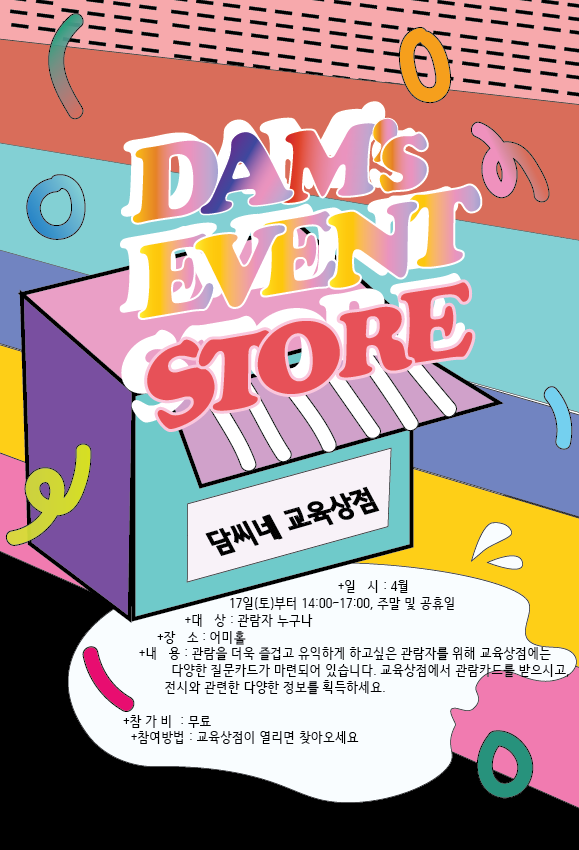 DAM's
EVENT
STORE
담씨네 교육상점
+일 시 : 4월
17일(토)부터 14:00-17:00, 주말 및 공휴일
+대 상 : 관람자 누구나
+장 소 : 어미홀
+내 용 : 관람을 더욱 즐겁고 유익하게 하고싶은 관람자를 위해 교육상점에는
다양한 질문카드가 마련되어 있습니다. 교육상점에서 관람카드를 받으시고,
전시와 관련한 다양한 정보를 획득하세요.
+참 가 비 : 무료
+참여방법 : 교육상점이 열리면 찾아오세요